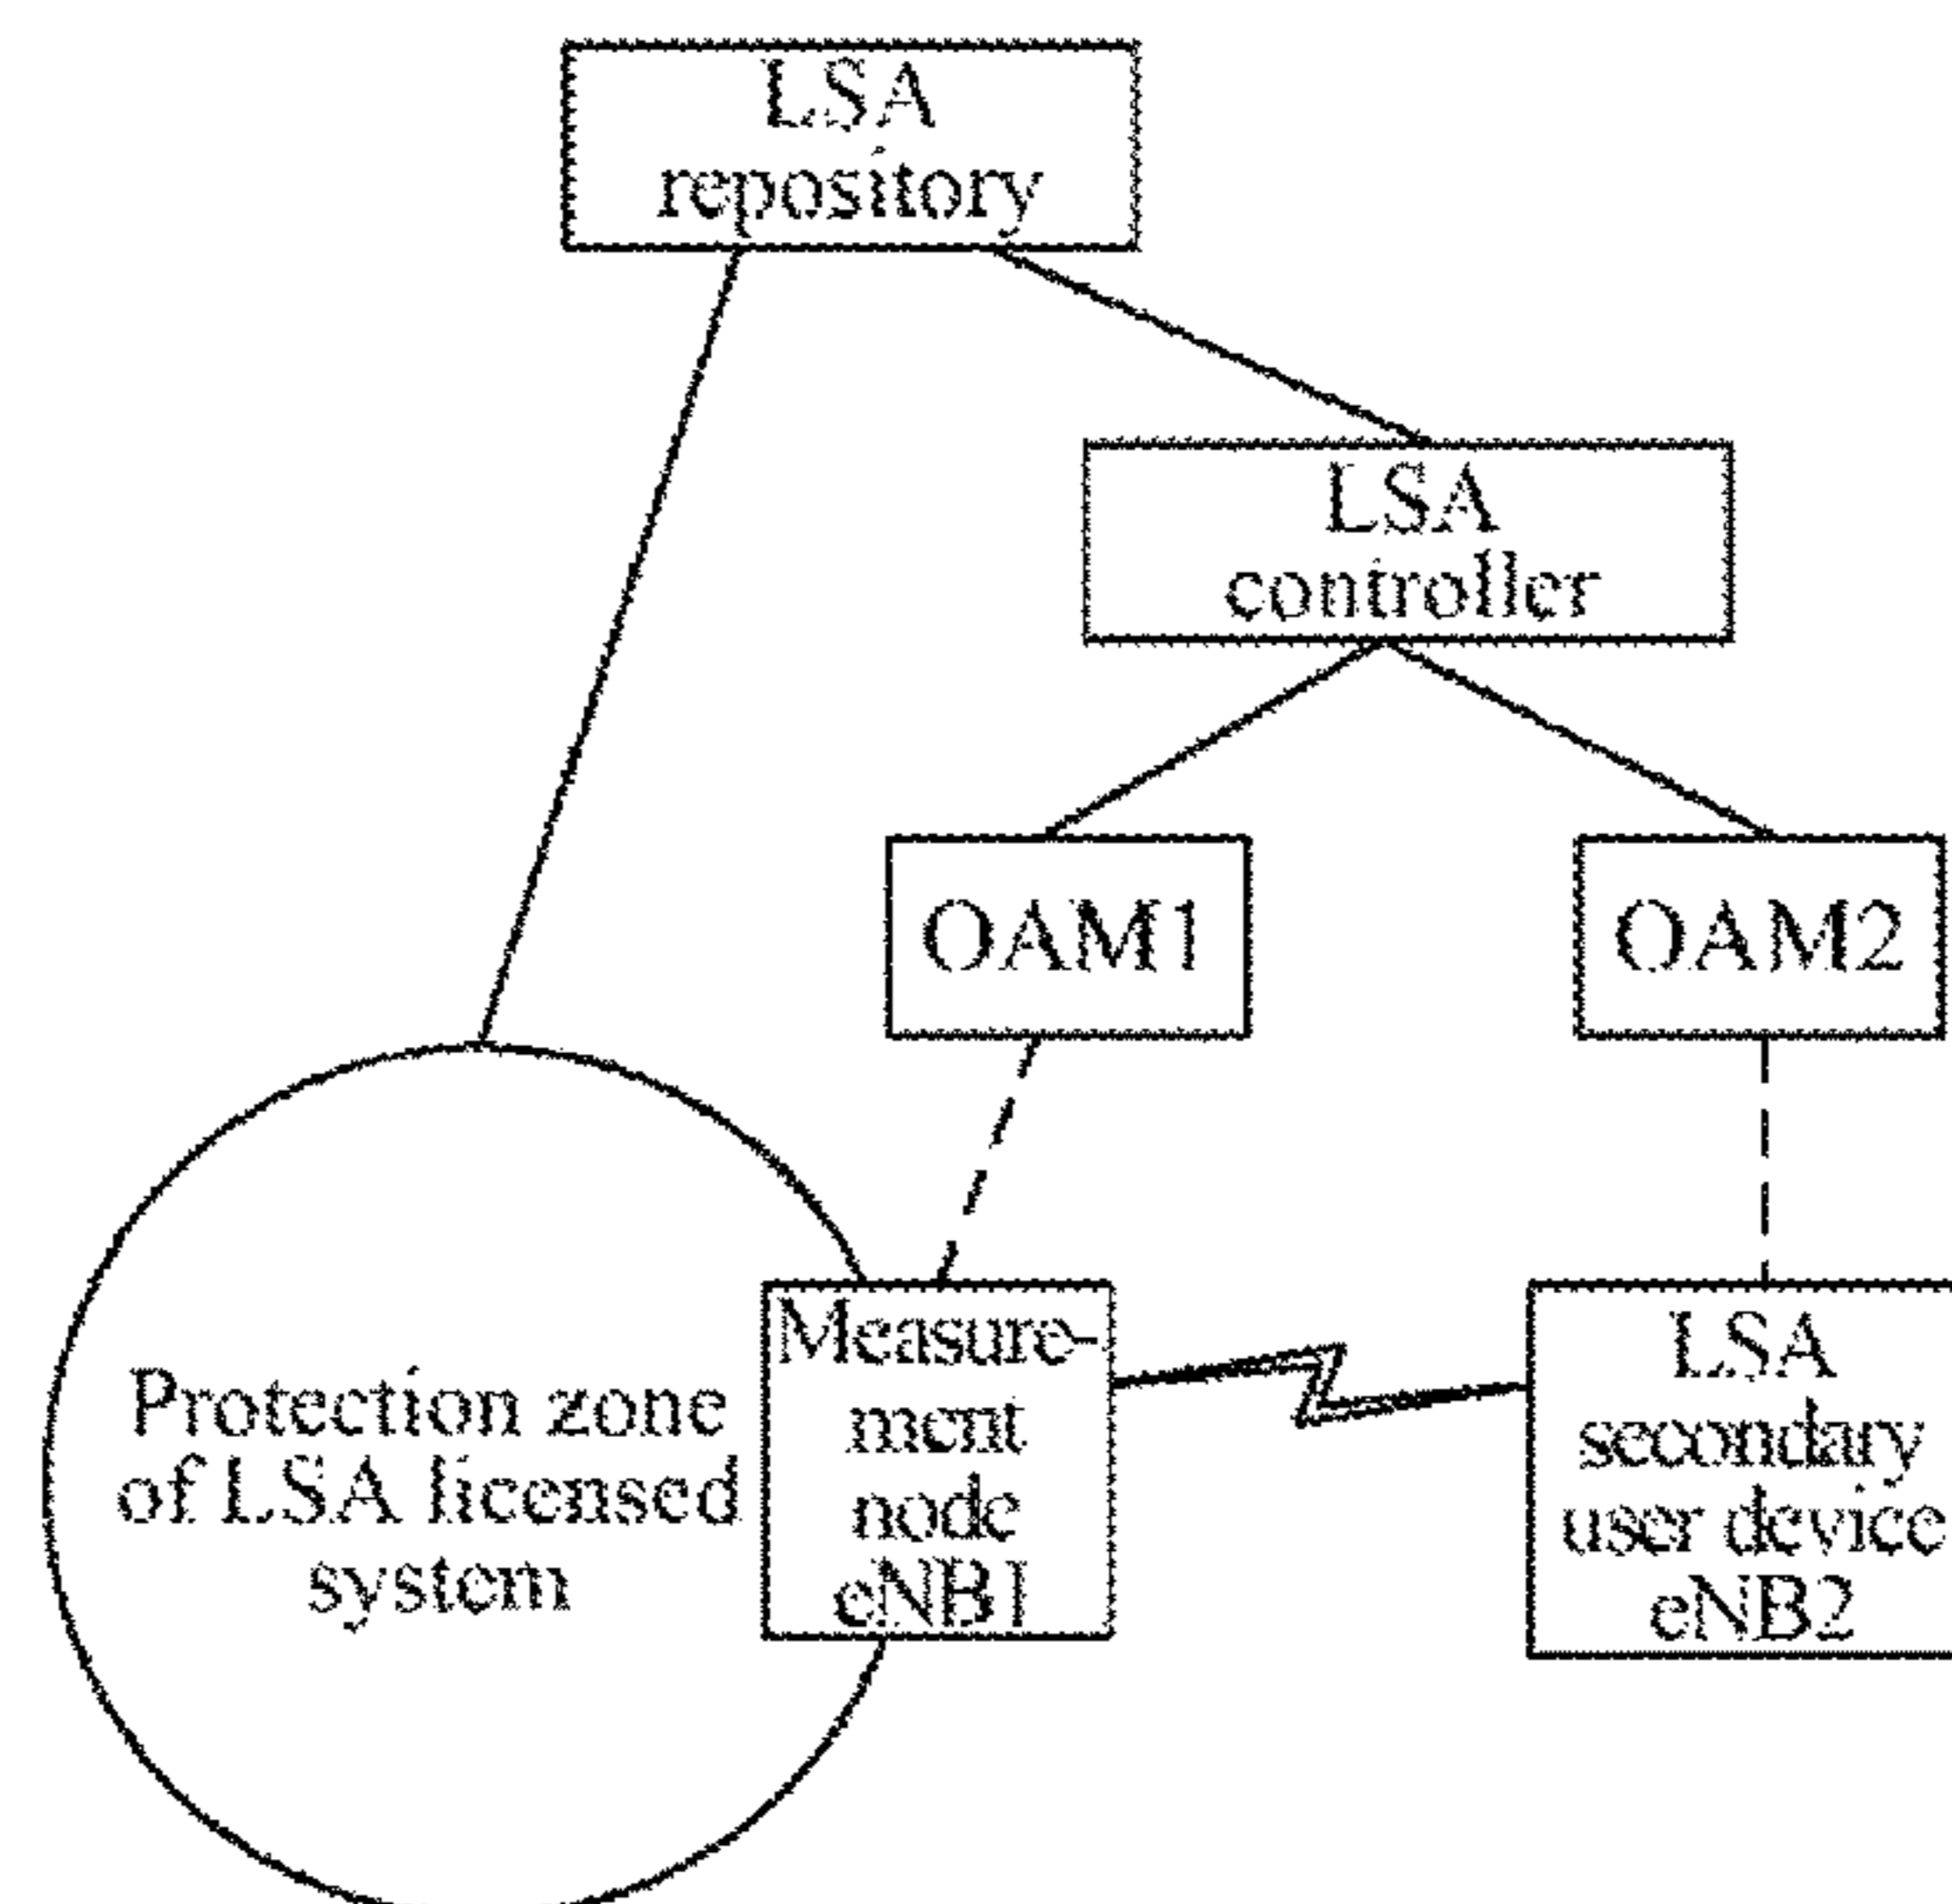 LSA
repository
LSA
controller
OAM1
OAM2
Protection zone
of LSA licensed
system
Measure-
ment
node
eNB1
LSA
secondary
user device
eNB2